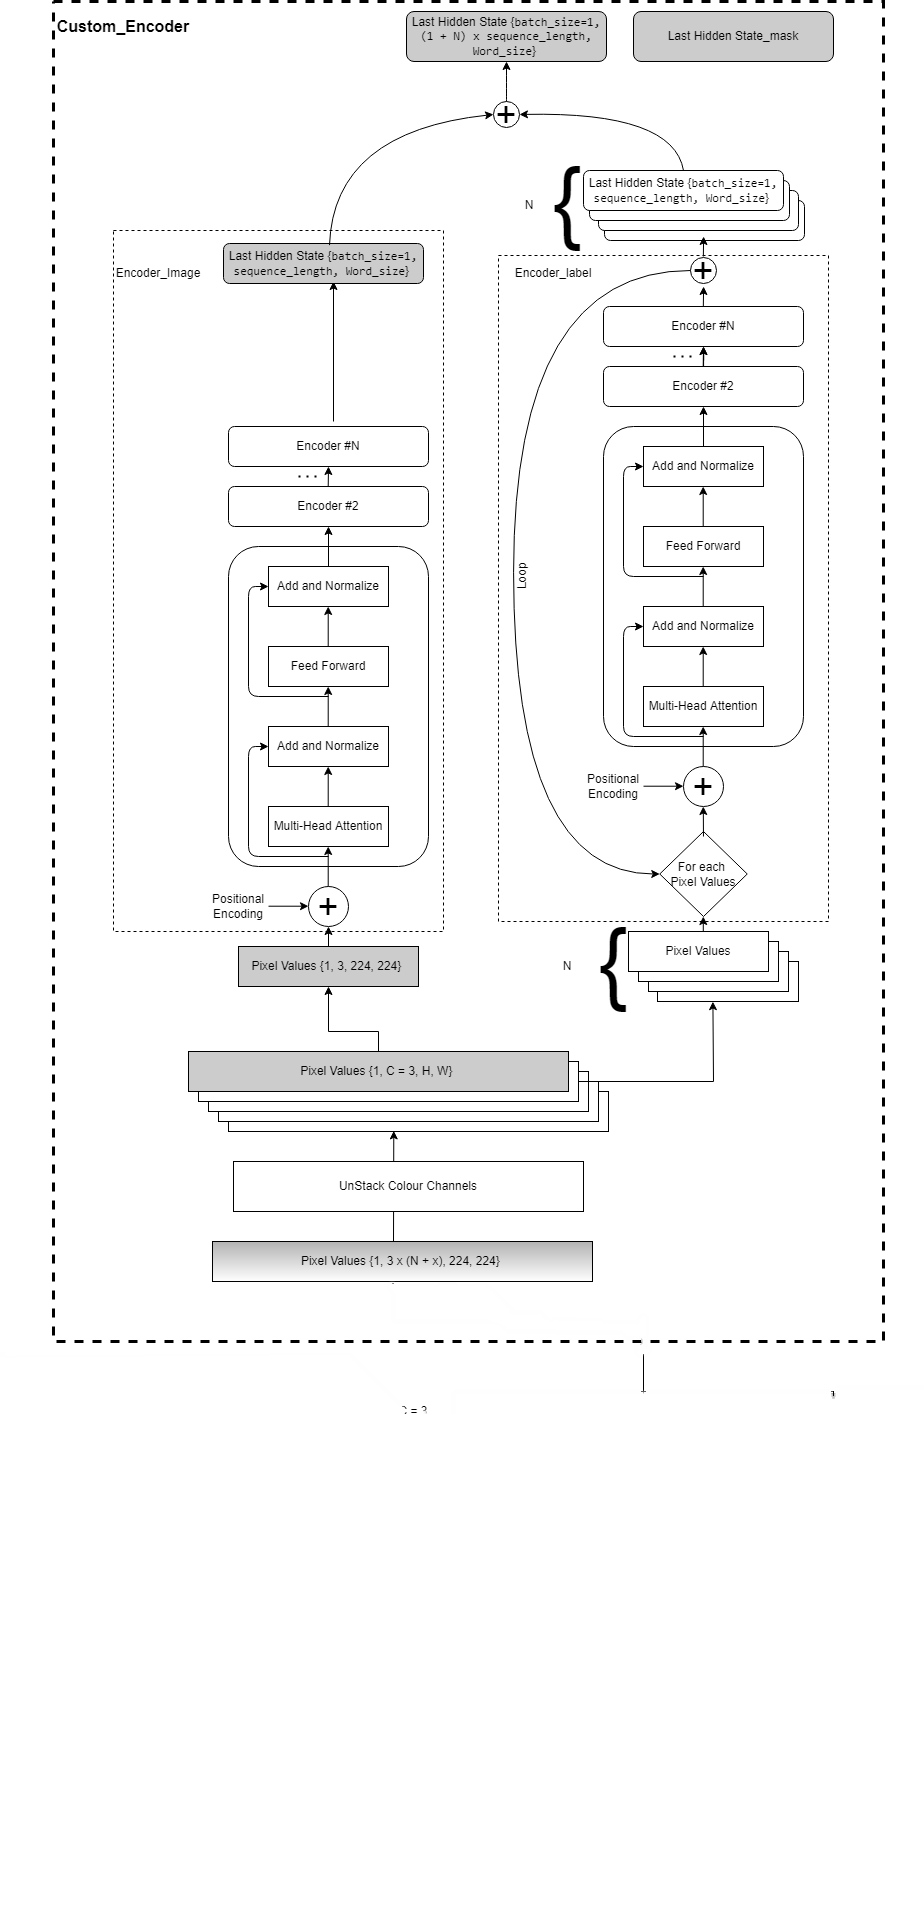 Custom_Encoder
Last Hidden State {batch_size=1,
(1 + N) x sequence_length,
Word_size}
Last Hidden State_mask
N
Last Hidden State {batch_size=1,
sequence_length, Word_size}
Encoder_Image
Last Hidden State {batch_size=1,
sequence_length, Word_size}
Encoder #N
...
Encoder #2
Add and Normalize
Feed Forward
Add and Normalize
Multi-Head Attention
Positional
Encoding
Encoder_label
Encoder #N
...
Encoder #2
Add and Normalize
Feed Forward
Add and Normalize
Multi-Head Attention
Loop
Positional
Encoding
For each
Pixel Values
N
Pixel Values
Pixel Values {1, 3, 224, 224}
Pixel Values {1, C = 3, H, W}
UnStack Colour Channels
Pixel Values {1, 3 x (N + x), 224, 224}
C = 3